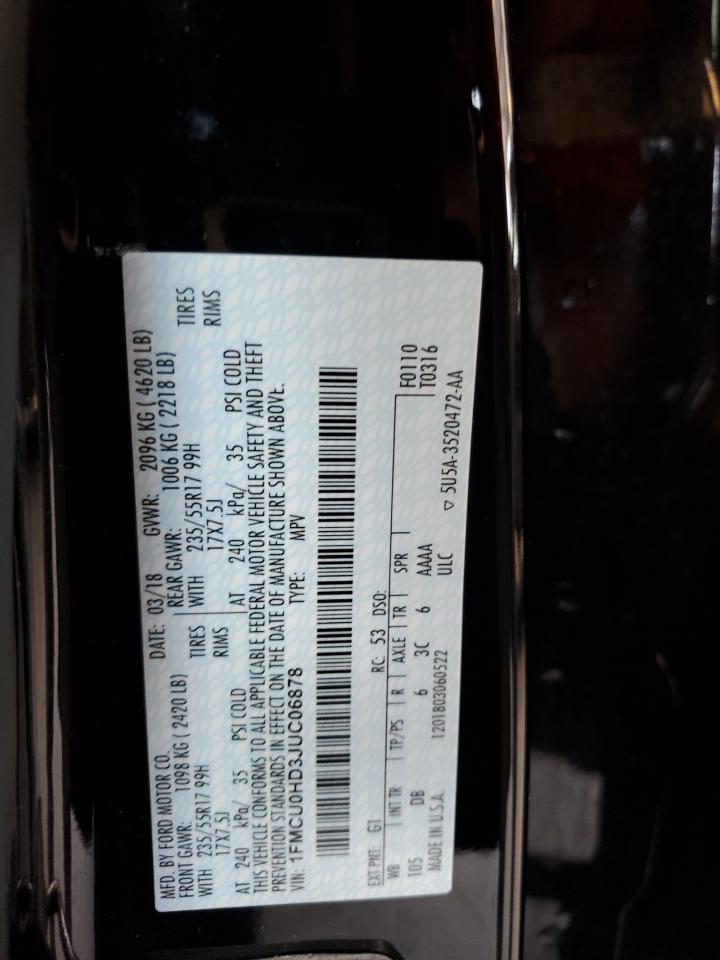 MFD. BY FORD MOTOR CO.
DATE: 03/18 GVWR: 2096 KG ( 4620 LB)
FRONT GAWR: 1098 KG ( 2420 LB) REAR GAWR: 1006 KG ( 2218 LB)
WITH 235/55R17 99H TIRES WITH 235/55R17 99H TIRES
17X7.5J RIMS 17X7.5J RIMS
AT 240 kPa/ 35 PSI COLD AT 240 kPa/ 35 PSI COLD
THIS VEHICLE CONFORMS TO ALL APPLICABLE FEDERAL MOTOR VEHICLE SAFETY AND THEFT
PREVENTION STANDARDS IN EFFECT ON THE DATE OF MANUFACTURE SHOWN ABOVE.
VIN: 1FMCU0HD3JUC06878 TYPE: MPV
EXT PNT: G1 RC: 53 DSO: F0110
WB INT TR TP/PS R AXLE TR SPR T0316
105 DB 6 3C 6 AAAA
MADE IN U.S.A. 1201803060522 ULC ▽ 5U5A-3520472-AA